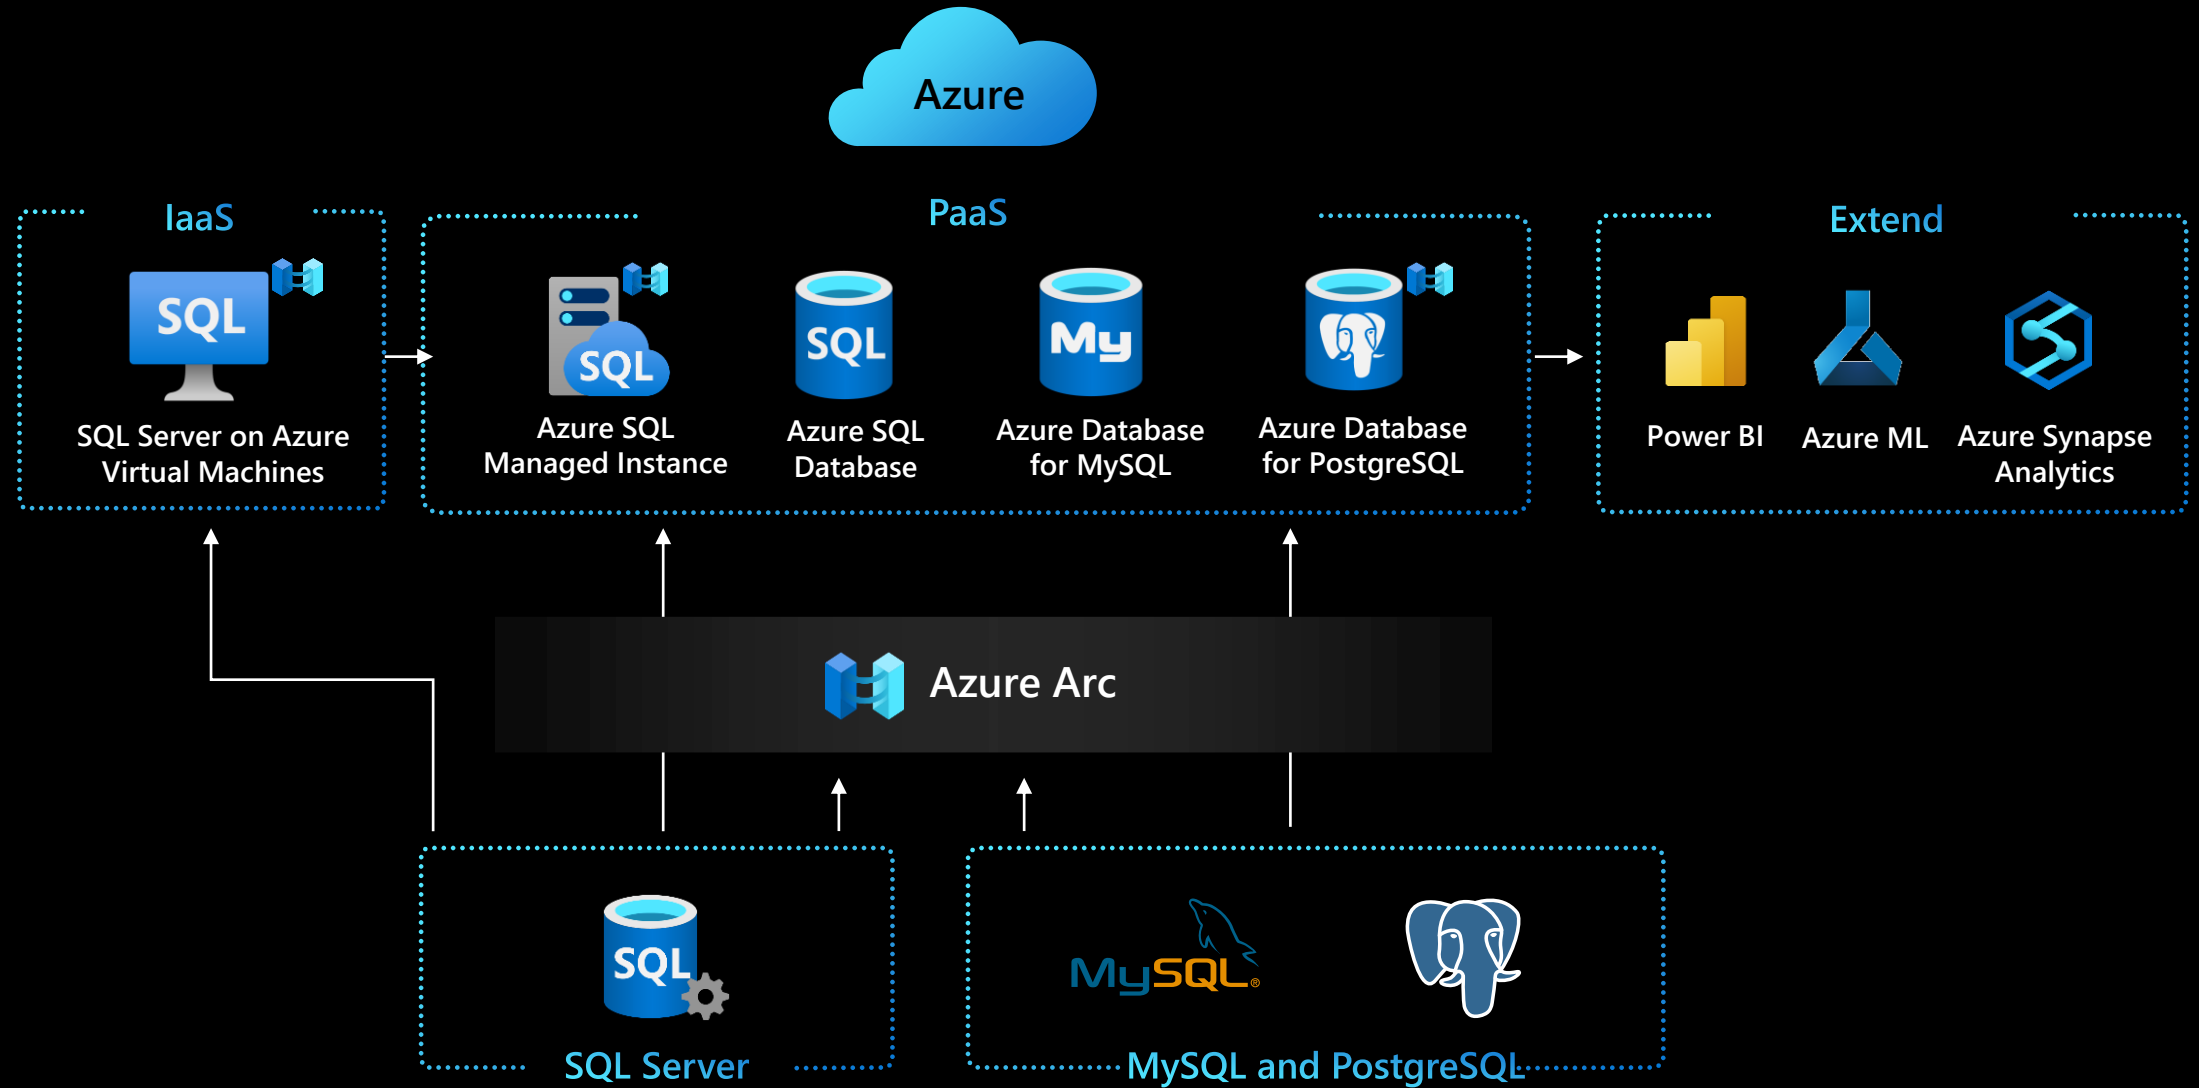 Azure
IaaS
PaaS
Extend
SQL
SQL
SQL
My
SQL Server on Azure
Virtual Machines
Azure SQL
Managed Instance
Azure SQL
Database
Azure Database
for MySQL
Azure Database
for PostgreSQL
Power BI
Azure ML
Azure Synapse
Analytics
Azure Arc
SQL
MySQL®
SQL Server
MySQL and PostgreSQL